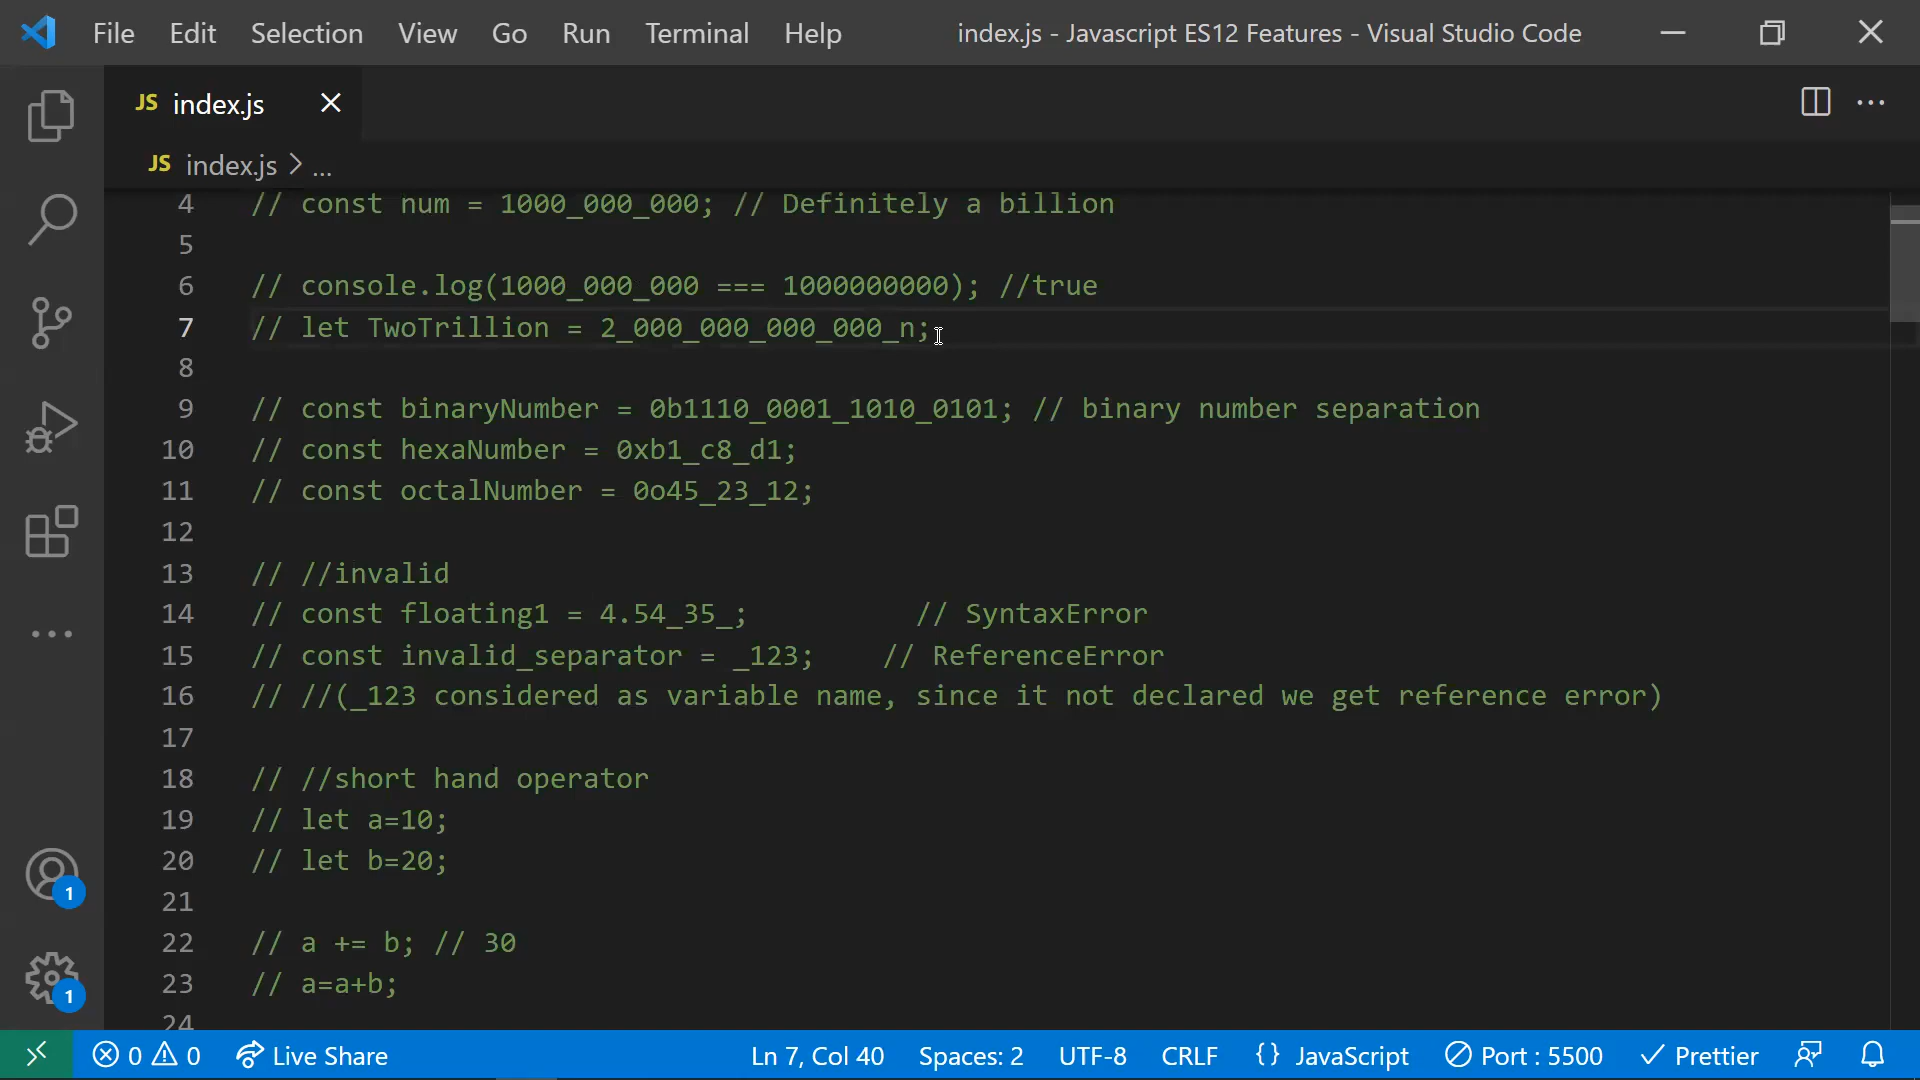 File Edit Selection View Go Run Terminal Help index.js - Javascript ES12 Features - Visual Studio Code
JS index.js
JS index.js > ...
4 // const num = 1000_000_000; // Definitely a billion
5
6 // console.log(1000_000_000 === 1000000000); //true
7 // let TwoTrillion = 2_000_000_000_000_n;
8
9 // const binaryNumber = 0b1110_0001_1010_0101; // binary number separation
10 // const hexaNumber = 0xb1_c8_d1;
11 // const octalNumber = 0o45_23_12;
12
13 // //invalid
14 // const floating1 = 4.54_35_; // SyntaxError
15 // const invalid_separator = _123; // ReferenceError
16 // //(_123 considered as variable name, since it not declared we get reference error)
17
18 // //short hand operator
19 // let a=10;
20 // let b=20;
21
22 // a += b; // 30
23 // a=a+b;
24
1
1
0 0 Live Share Ln 7, Col 40 Spaces: 2 UTF-8 CRLF {} JavaScript Port : 5500 Prettier